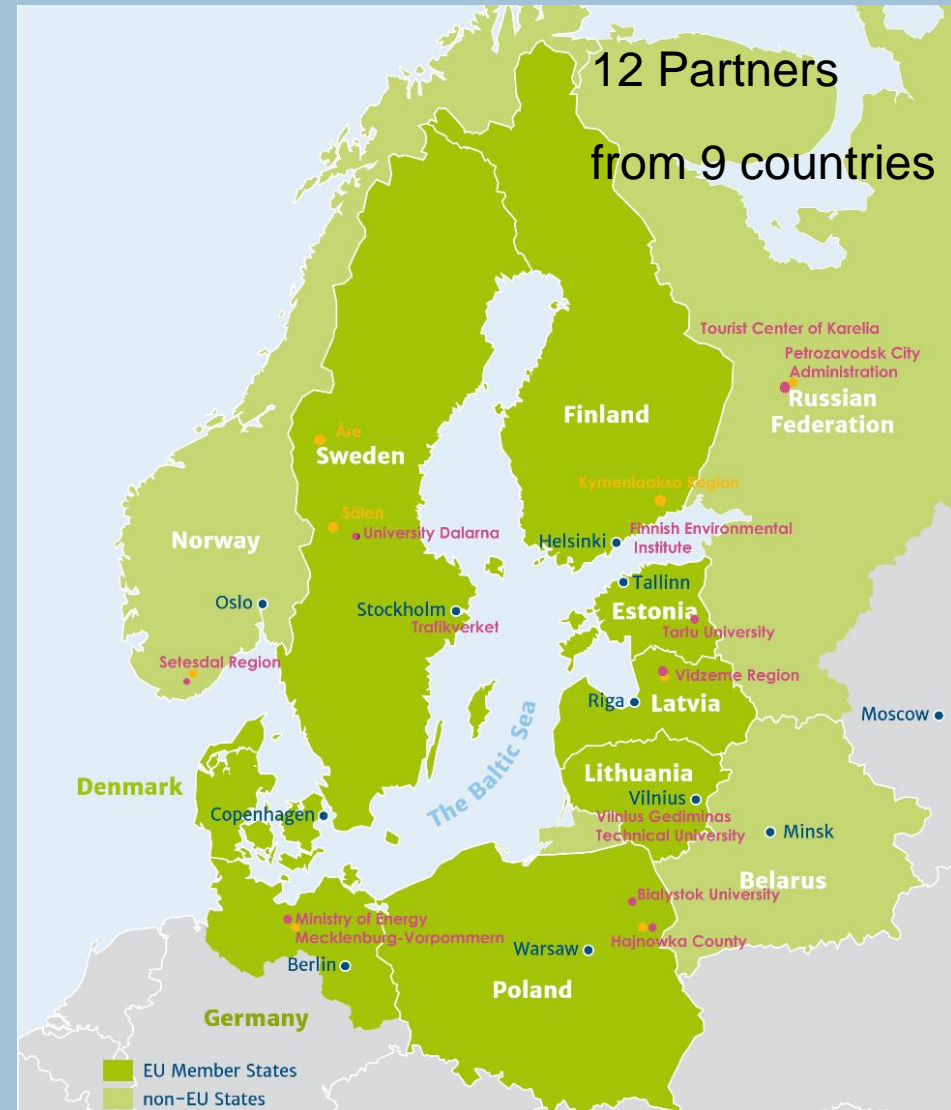 12 Partners
from 9 countries
Tourist Center of Karelia
Petrozavodsk City
Administration
Russian
Federation
Finland
Åre
Sweden
Kymenlaakso Region
Sälen
University Dalarna
Norway
Helsinki
Finnish Environmental
Institute
Tallinn
Oslo
Stockholm
Estonia
Trafikverket
Tartu University
Setesdal Region
Vidzeme Region
Riga
Latvia
Moscow
The Baltic Sea
Lithuania
Denmark
Vilnius
Copenhagen
Vilnius Gediminas
Technical University
Minsk
Belarus
Bialystok University
Ministry of Energy
Mecklenburg-Vorpommern
Hajnowka County
Warsaw
Berlin
Poland
Germany
EU Member States
non-EU States